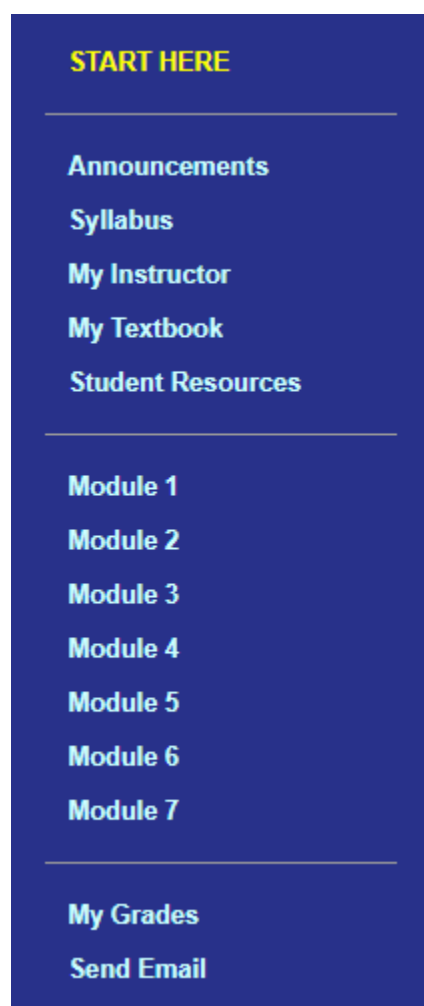 START HERE
Announcements
Syllabus
My Instructor
My Textbook
Student Resources
Module 1
Module 2
Module 3
Module 4
Module 5
Module 6
Module 7
My Grades
Send Email